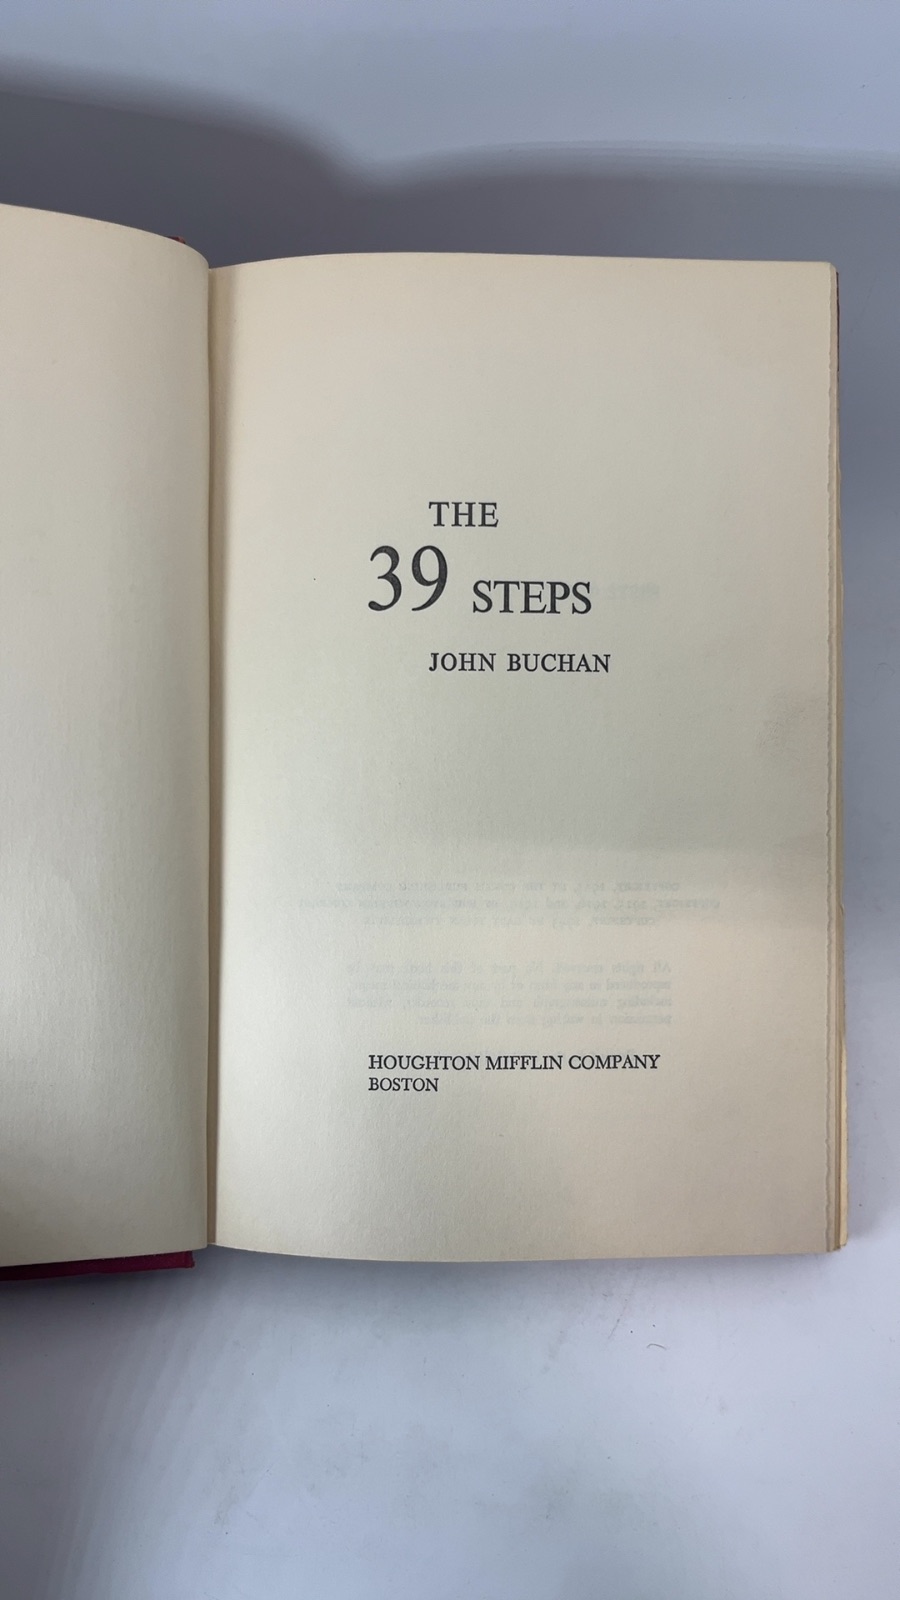 THE
39 STEPS
JOHN BUCHAN
HOUGHTON MIFFLIN COMPANY
BOSTON